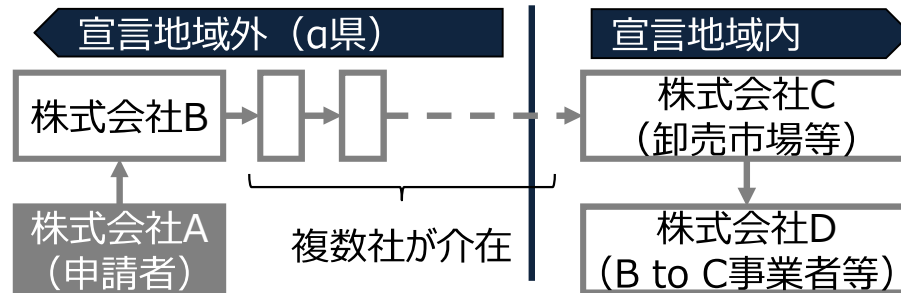 宣言地域外（α県）
宣言地域内
株式会社B
株式会社C
（卸売市場等）
株式会社A
（申請者）
複数社が介在
株式会社D
（B to C事業者等）